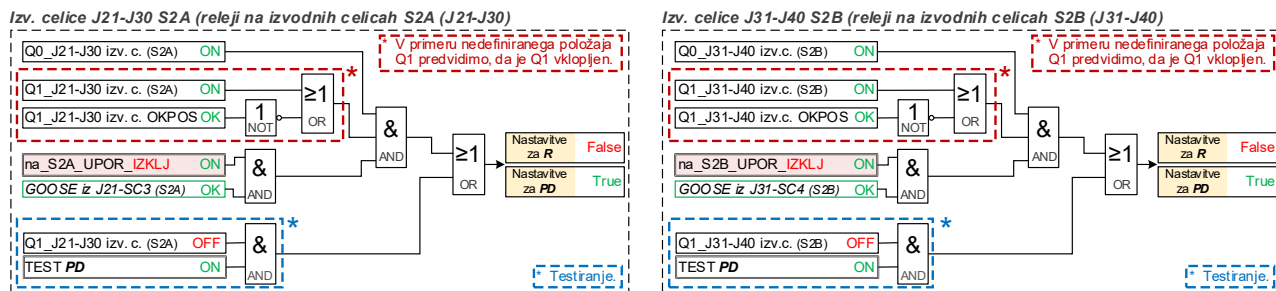 Izv. celice J21-J30 S2A (releji na izvodnih celicah S2A (J21-J30)
Q0_J21-J30 izv. c. (S2A) ON
* V primeru nedefiniranega položaja
Q1 predvidimo, da je Q1 vklopljen.
*
Q1_J21-J30 izv. c. (S2A) ON
≥1
OR
Q1_J21-J30 izv. c. OKPOS OK
1
NOT
&
AND
na_S2A_UPOR_IZKLJ ON
GOOSE iz J21-SC3 (S2A) OK
&
AND
≥1
OR
Nastavitve
za R False
Nastavitve
za PD True
*
Q1_J21-J30 izv.c. (S2A) OFF
TEST PD ON
&
AND
* Testiranje.
Izv. celice J31-J40 S2B (releji na izvodnih celicah S2B (J31-J40)
Q0_J31-J40 izv. c. (S2B) ON
* V primeru nedefiniranega položaja
Q1 predvidimo, da je Q1 vklopljen.
*
Q1_J31-J40 izv. c. (S2B) ON
≥1
OR
Q1_J31-J40 izv. c. OKPOS OK
1
NOT
&
AND
na_S2B_UPOR_IZKLJ ON
GOOSE iz J31-SC4 (S2B) OK
&
AND
≥1
OR
Nastavitve
za R False
Nastavitve
za PD True
*
Q1_J31-J40 izv.c. (S2B) OFF
TEST PD ON
&
AND
* Testiranje.